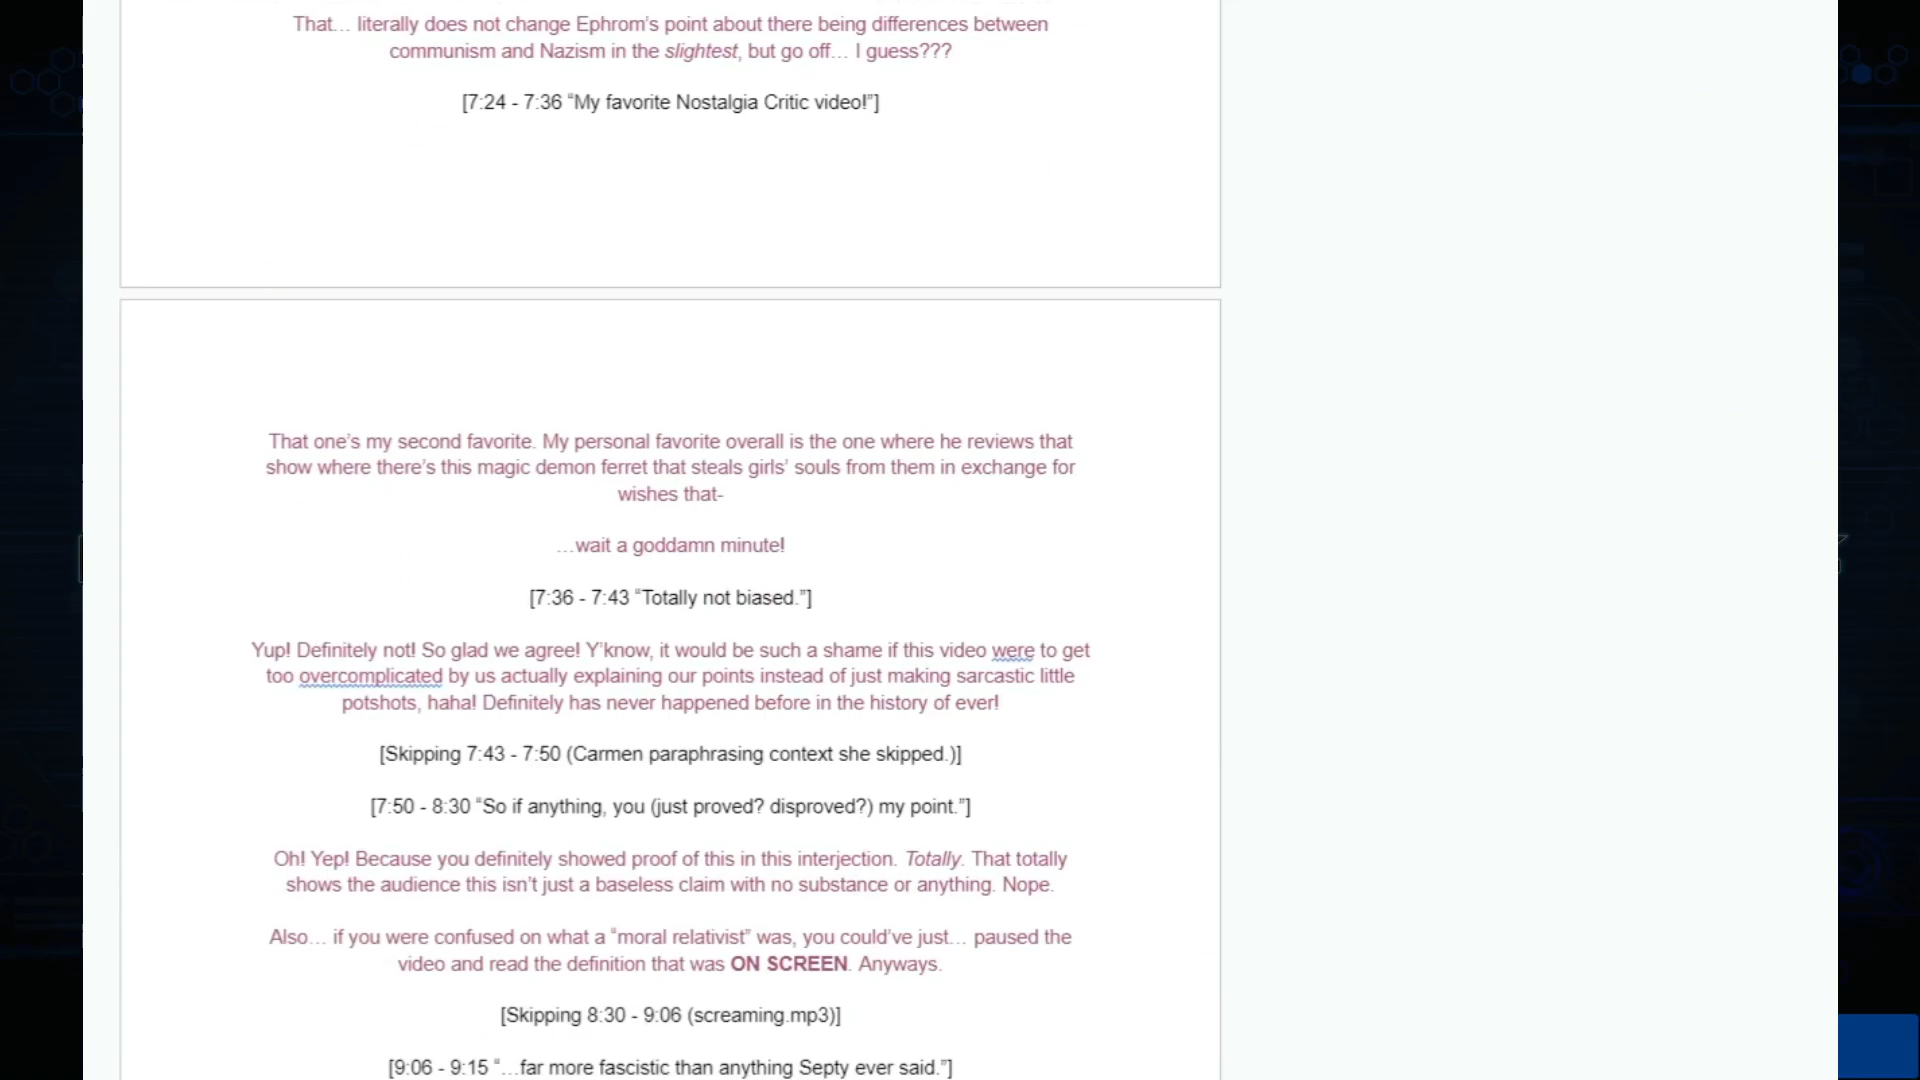 That... literally does not change Ephrom's point about there being differences between
communism and Nazism in the slightest, but go off... I guess???
[7:24 - 7:36 “My favorite Nostalgia Critic video!”]
That one's my second favorite. My personal favorite overall is the one where he reviews that
show where there's this magic demon ferret that steals girls' souls from them in exchange for
wishes that-
...wait a goddamn minute!
[7:36 - 7:43 “Totally not biased.”]
Yup! Definitely not! So glad we agree! Y'know, it would be such a shame if this video were to get
too overcomplicated by us actually explaining our points instead of just making sarcastic little
potshots, haha! Definitely has never happened before in the history of ever!
[Skipping 7:43 - 7:50 (Carmen paraphrasing context she skipped.)]
[7:50 - 8:30 “So if anything, you (just proved? disproved?) my point.”]
Oh! Yep! Because you definitely showed proof of this in this interjection. Totally. That totally
shows the audience this isn't just a baseless claim with no substance or anything. Nope.
Also... if you were confused on what a “moral relativist” was, you could've just... paused the
video and read the definition that was ON SCREEN. Anyways.
[Skipping 8:30 - 9:06 (screaming.mp3)]
[9:06 - 9:15 “...far more fascistic than anything Septy ever said.”]